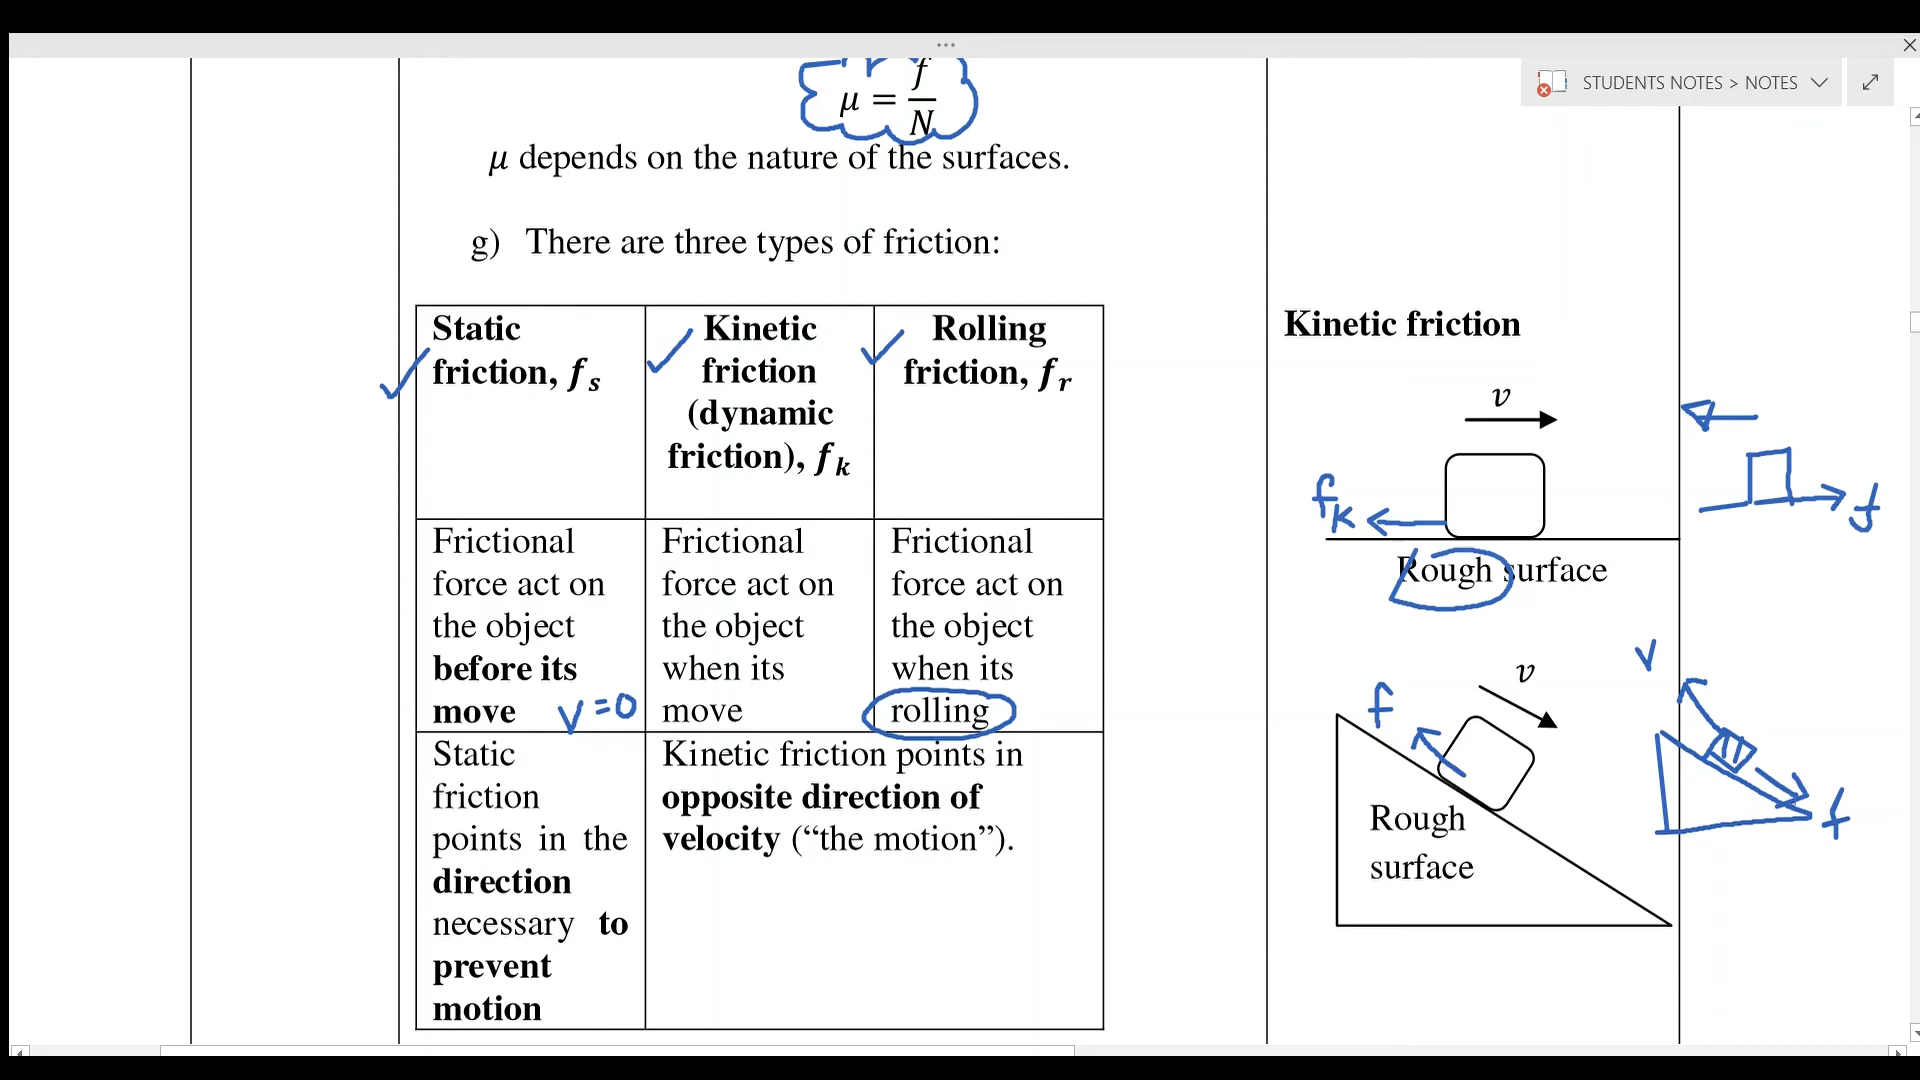 STUDENTS NOTES > NOTES
μ = f/N
μ depends on the nature of the surfaces.
g) There are three types of friction:
Static
friction, fs
Kinetic
friction
(dynamic
friction), fk
Rolling
friction, fr
Frictional
force act on
the object
before its
move v=0
Frictional
force act on
the object
when its
move
Frictional
force act on
the object
when its
rolling
Static
friction
points in the
direction
necessary to
prevent
motion
Kinetic friction points in
opposite direction of
velocity (“the motion”).
Kinetic friction
v
fK
f
Rough surface
v
v
f
Rough
surface
f